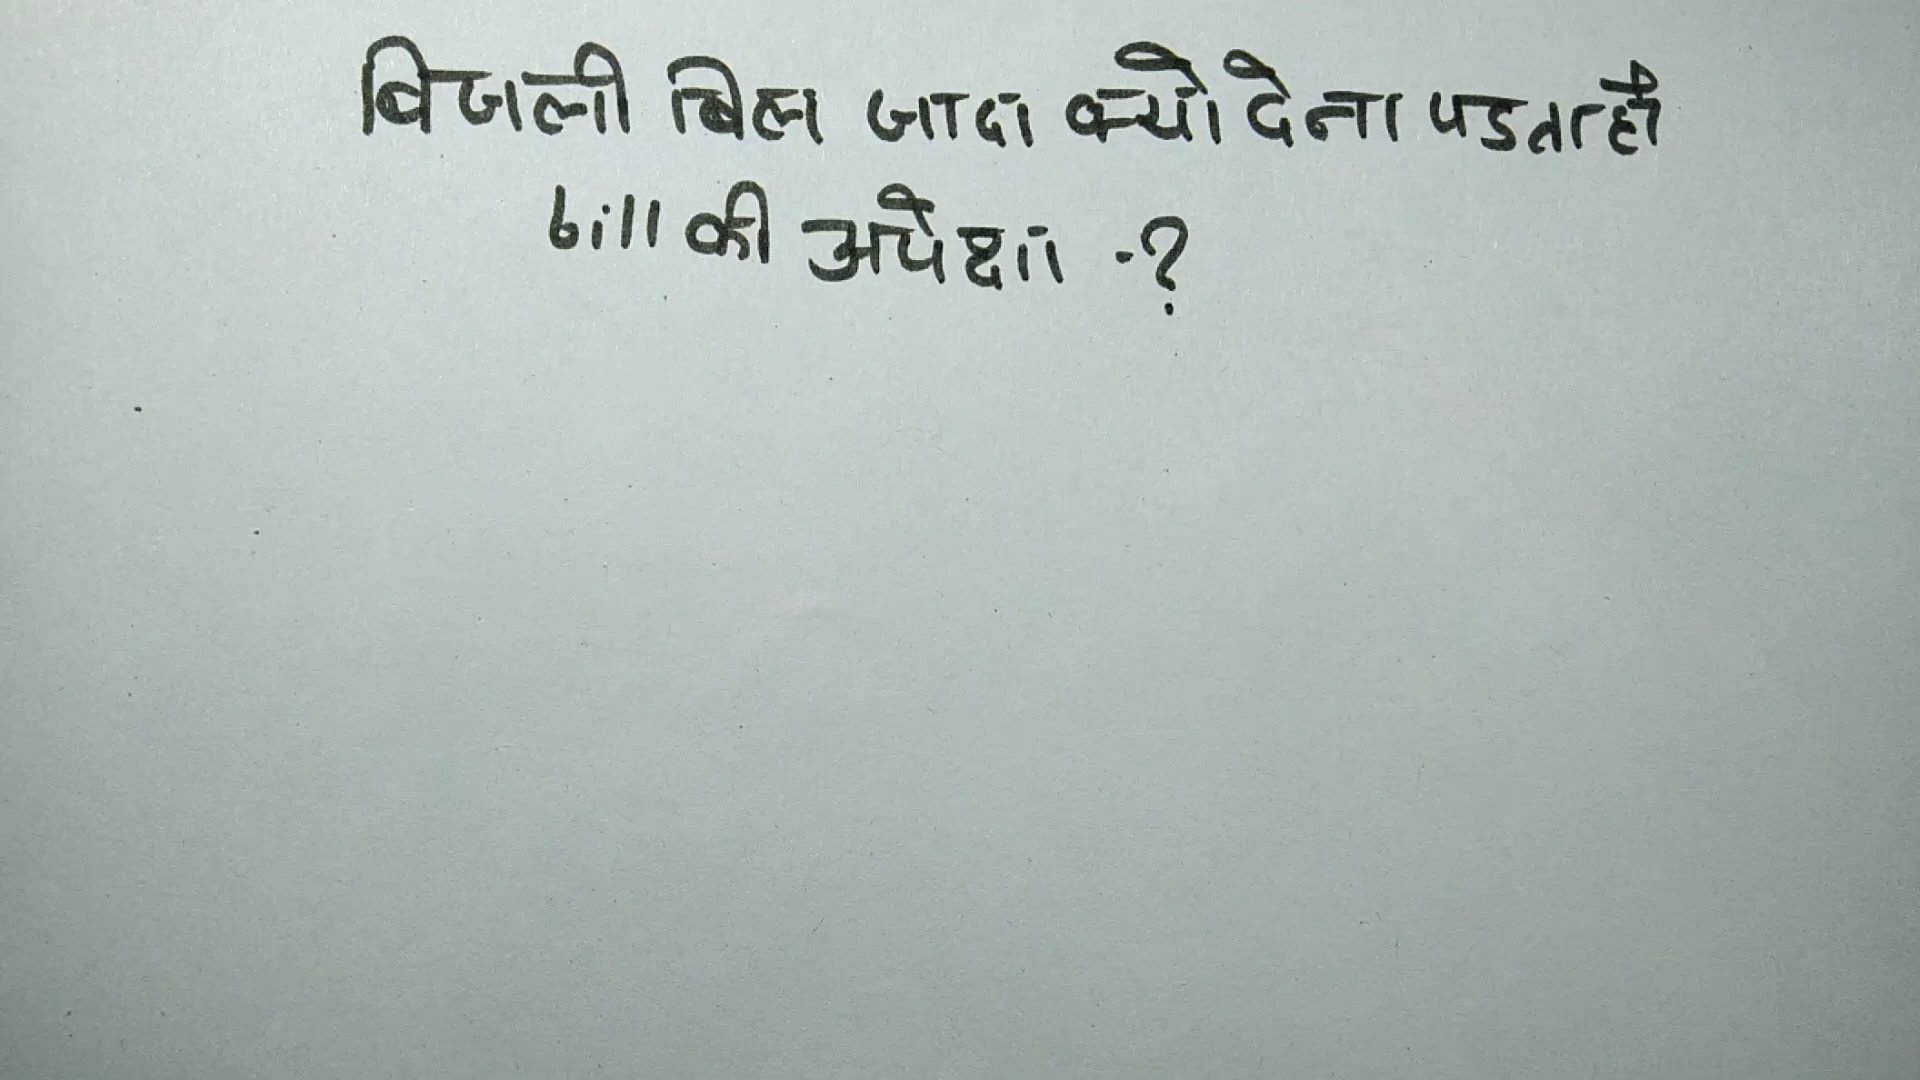 बिजली बिल जादा क्यो देना पडता है
bill की अपेक्षा -?